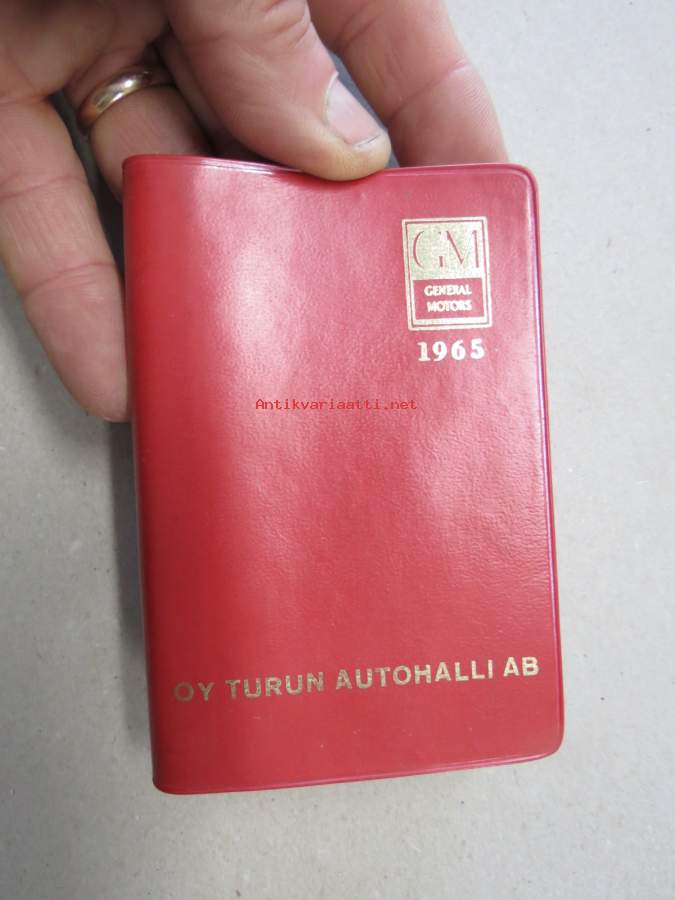 GM
GENERAL
MOTORS
1965
Antikvariaatti.net
OY TURUN AUTOHALLI AB